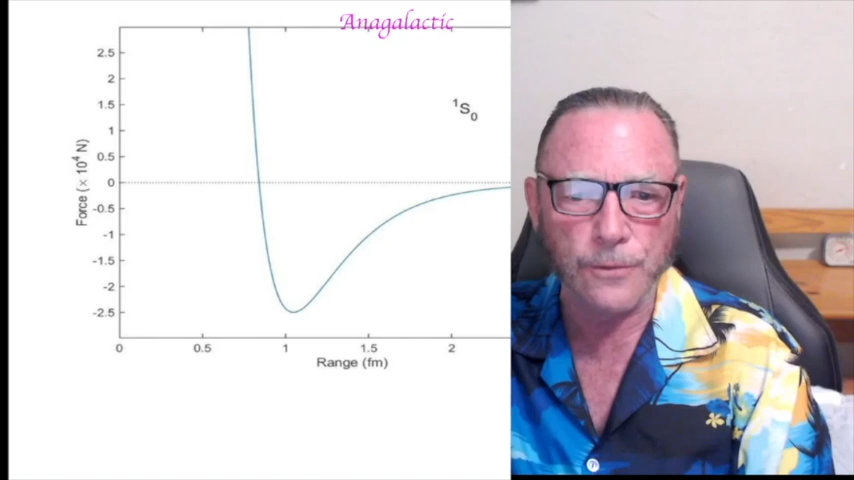 Anagalactic
2.5
2
1.5
1
0.5
0
-0.5
-1
-1.5
-2
-2.5
Force (× 10⁴ N)
¹S₀
0 0.5 1 1.5 2
Range (fm)